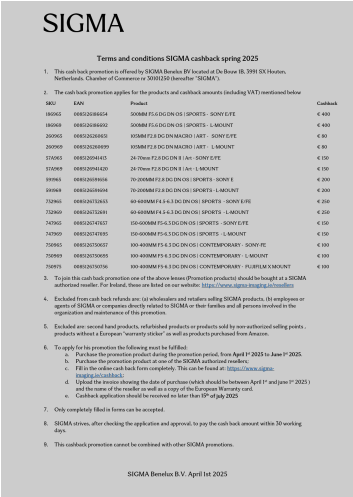 SIGMA
Terms and conditions SIGMA cashback spring 2025
1. This cash back promotion is offered by SIGMA Benelux BV located at De Bouw 1B, 3991 SX Houten,
Netherlands. Chamber of Commerce nr 30101250 (hereafter "SIGMA").
2. The cash back promotion applies for the products and cashback amounts (including VAT) mentioned below
SKU EAN Product Cashback
186965 0085126186654 500MM F5.6 DG DN OS | SPORTS - SONY E/FE € 400
186969 0085126186692 500MM F5.6 DG DN OS | SPORTS - L-MOUNT € 400
260965 0085126260651 105MM F2.8 DG DN MACRO | ART - SONY E/FE € 80
260969 0085126260699 105MM F2.8 DG DN MACRO | ART - L-MOUNT € 80
37A965 0085126941413 24-70mm F2.8 DG DN II | Art - SONY E/FE € 150
37A969 0085126941420 24-70mm F2.8 DG DN II | Art - L-MOUNT € 150
591965 0085126591656 70-200MM F2.8 DG DN OS | SPORTS - SONY E € 200
591969 0085126591694 70-200MM F2.8 DG DN OS | SPORTS - L-MOUNT € 200
732965 0085126732655 60-600MM F4.5-6.3 DG DN OS | SPORTS - SONY E € 250
732969 0085126732691 60-600MM F4.5-6.3 DG DN OS | SPORTS - L-MOUNT € 250
747965 0085126747657 150-600MM F5-6.3 DG DN OS | SPORTS - SONY E/FE € 150
747969 0085126747695 150-600MM F5-6.3 DG DN OS | SPORTS - L-MOUNT € 150
750965 0085126750657 100-400MM F5-6.3 DG DN OS | CONTEMPORARY - SONY-FE € 100
750969 0085126750695 100-400MM F5-6.3 DG DN OS | CONTEMPORARY - L-MOUNT € 100
750975 0085126750756 100-400MM F5-6.3 DG DN OS | CONTEMPORARY - FUJIFILM X MOUNT € 100
3. To join this cash back promotion one of the above lenses (Promotion products) should be bought at a SIGMA
authorized reseller. For Ireland, those are listed on our website: https://www.sigma-imaging.ie/resellers
4. Excluded from cash back refunds are: (a) wholesalers and retailers selling SIGMA products, (b) employees or
agents of SIGMA or companies directly related to SIGMA or their families and all persons involved in the
organization and maintenance of this promotion.
5. Excluded are: second hand products, refurbished products or products sold by non-authorized selling points ,
products without a European "warranty sticker" as well as products purchased from Amazon.
6. To apply for this promotion the following must be fulfilled:
a. Purchase the promotion product during the promotion period, from April 1st 2025 to June 1st 2025.
b. Purchase the promotion product at one of the SIGMA authorized resellers;
c. Fill in the online cash back form completely. This can be found at: https://www.sigma-
imaging.ie/cashback;
d. Upload the invoice showing the date of purchase (which should be between April 1st and June 1st 2025 )
and the name of the reseller as well as a copy of the European Warranty card.
e. Cashback application should be received no later than 15th of july 2025
7. Only completely filled in forms can be accepted.
8. SIGMA strives, after checking the application and approval, to pay the cash back amount within 30 working
days.
9. This cashback promotion cannot be combined with other SIGMA promotions.
SIGMA Benelux B.V. April 1st 2025